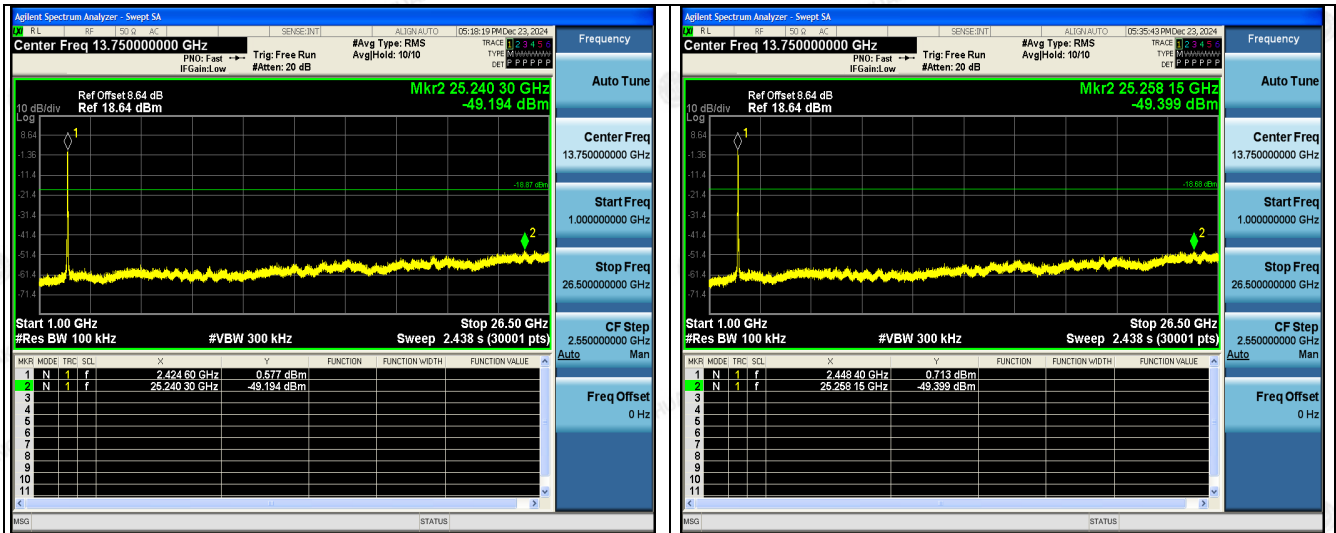 Agilent Spectrum Analyzer - Swept SA
LXI RL RF 50 Ω AC SENSE:INT ALIGN AUTO 05:18:19 PM Dec 23, 2024
Center Freq 13.750000000 GHz
PNO: Fast
IFGain:Low
Trig: Free Run
#Atten: 20 dB
#Avg Type: RMS
Avg|Hold: 10/10
TRACE 1 2 3 4 5 6
TYPE M W W W W W
DET P P P P P P
Ref Offset 8.64 dB
10 dB/div Ref 18.64 dBm
Log
Mkr2 25.240 30 GHz
-49.194 dBm
8.64
-1.36
-11.4
-21.4
-31.4
-41.4
-51.4
-61.4
-71.4
1
-18.87 dBm
2
Start 1.00 GHz Stop 26.50 GHz
#Res BW 100 kHz #VBW 300 kHz Sweep 2.438 s (30001 pts)
MKR MODE TRC SCL X Y FUNCTION FUNCTION WIDTH FUNCTION VALUE
1 N 1 f 2.424 60 GHz 0.577 dBm
2 N 1 f 25.240 30 GHz -49.194 dBm
3
4
5
6
7
8
9
10
11
MSG STATUS
Frequency
Auto Tune
Center Freq
13.750000000 GHz
Start Freq
1.000000000 GHz
Stop Freq
26.500000000 GHz
CF Step
2.550000000 GHz
Auto Man
Freq Offset
0 Hz
Agilent Spectrum Analyzer - Swept SA
LXI RL RF 50 Ω AC SENSE:INT ALIGN AUTO 05:35:43 PM Dec 23, 2024
Center Freq 13.750000000 GHz
PNO: Fast
IFGain:Low
Trig: Free Run
#Atten: 20 dB
#Avg Type: RMS
Avg|Hold: 10/10
TRACE 1 2 3 4 5 6
TYPE M W W W W W
DET P P P P P P
Ref Offset 8.64 dB
10 dB/div Ref 18.64 dBm
Log
Mkr2 25.258 15 GHz
-49.399 dBm
8.64
-1.36
-11.4
-21.4
-31.4
-41.4
-51.4
-61.4
-71.4
1
-18.68 dBm
2
Start 1.00 GHz Stop 26.50 GHz
#Res BW 100 kHz #VBW 300 kHz Sweep 2.438 s (30001 pts)
MKR MODE TRC SCL X Y FUNCTION FUNCTION WIDTH FUNCTION VALUE
1 N 1 f 2.448 40 GHz 0.713 dBm
2 N 1 f 25.258 15 GHz -49.399 dBm
3
4
5
6
7
8
9
10
11
MSG STATUS
Frequency
Auto Tune
Center Freq
13.750000000 GHz
Start Freq
1.000000000 GHz
Stop Freq
26.500000000 GHz
CF Step
2.550000000 GHz
Auto Man
Freq Offset
0 Hz